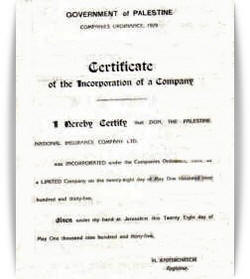 GOVERNMENT OF PALESTINE
COMPANIES ORDINANCE, 1929
Certificate
of the Incorporation of a Company
I Hereby Certify that ZION, THE PALESTINE
NATIONAL INSURANCE COMPANY LTD.
was INCORPORATED under the Companies as
a LIMITED Company on the twenty-eight day of May One thousand nine
hundred and thirty-five.
Given under my hand at Jerusalem this Twenty Eight day of
May One thousand nine hundred and thirty-five.